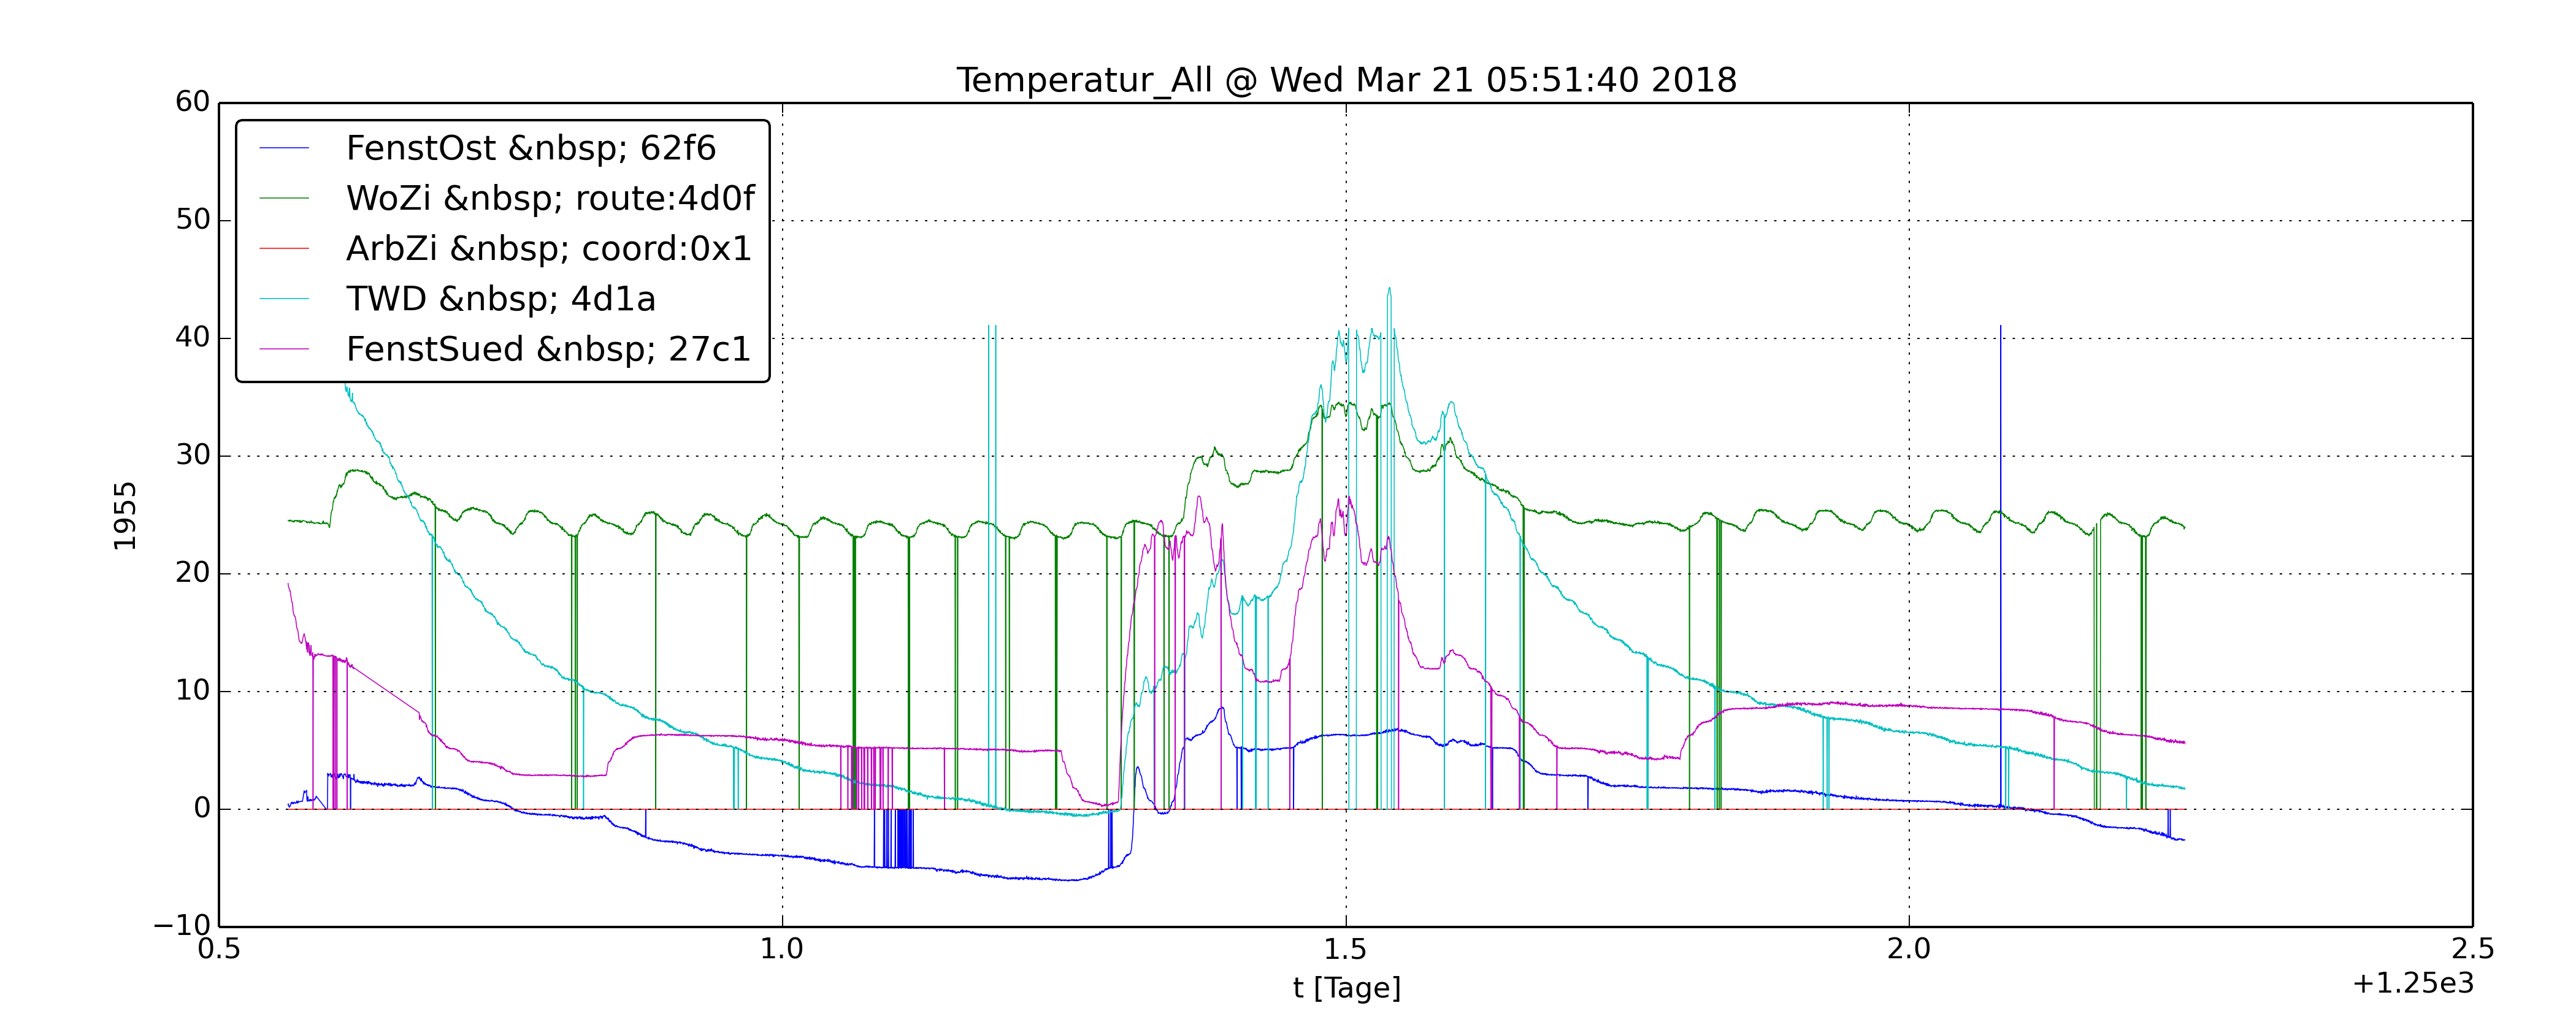 Temperatur_All @ Wed Mar 21 05:51:40 2018
60
50
40
30
20
10
0
−10
1955
FenstOst &nbsp; 62f6
WoZi &nbsp; route:4d0f
ArbZi &nbsp; coord:0x1
TWD &nbsp; 4d1a
FenstSued &nbsp; 27c1
0.5 1.0 1.5 2.0 2.5
t [Tage]
+1.25e3